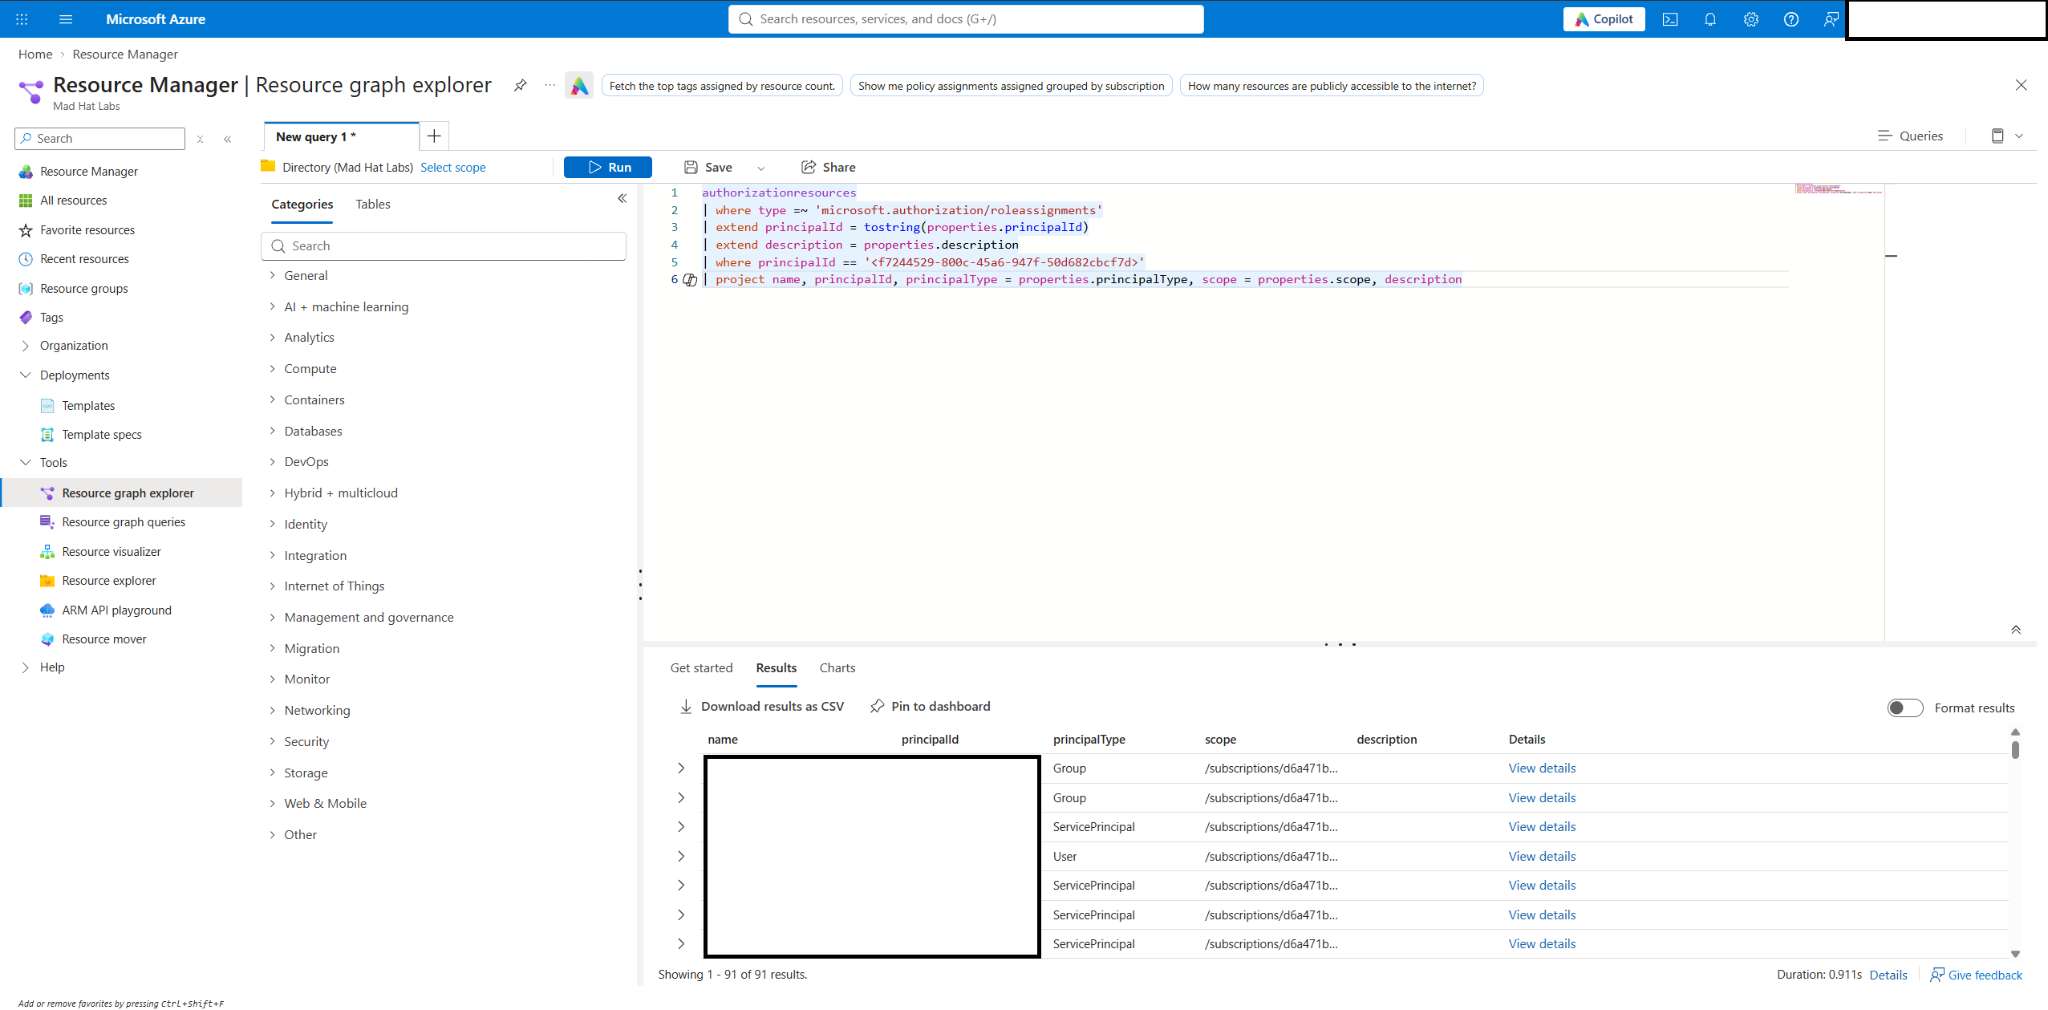 Microsoft Azure
Search resources, services, and docs (G+/)
Copilot
Home > Resource Manager
Resource Manager | Resource graph explorer
Mad Hat Labs
Fetch the top tags assigned by resource count.
Show me policy assignments assigned grouped by subscription
How many resources are publicly accessible to the internet?
Search
Resource Manager
All resources
Favorite resources
Recent resources
Resource groups
Tags
Organization
Deployments
Templates
Template specs
Tools
Resource graph explorer
Resource graph queries
Resource visualizer
Resource explorer
ARM API playground
Resource mover
Help
Add or remove favorites by pressing Ctrl+Shift+F
New query 1 *
Queries
Directory (Mad Hat Labs) Select scope
Run
Save
Share
Categories
Tables
Search
General
AI + machine learning
Analytics
Compute
Containers
Databases
DevOps
Hybrid + multicloud
Identity
Integration
Internet of Things
Management and governance
Migration
Monitor
Networking
Security
Storage
Web & Mobile
Other
1 authorizationresources
2 | where type =~ 'microsoft.authorization/roleassignments'
3 | extend principalId = tostring(properties.principalId)
4 | extend description = properties.description
5 | where principalId == '<f7244529-800c-45a6-947f-50d682cbcf7d>'
6 | project name, principalId, principalType = properties.principalType, scope = properties.scope, description
Get started
Results
Charts
Download results as CSV
Pin to dashboard
Format results
name principalId principalType scope description Details
Group /subscriptions/d6a471b... View details
Group /subscriptions/d6a471b... View details
ServicePrincipal /subscriptions/d6a471b... View details
User /subscriptions/d6a471b... View details
ServicePrincipal /subscriptions/d6a471b... View details
ServicePrincipal /subscriptions/d6a471b... View details
ServicePrincipal /subscriptions/d6a471b... View details
Showing 1 - 91 of 91 results.
Duration: 0.911s Details
Give feedback